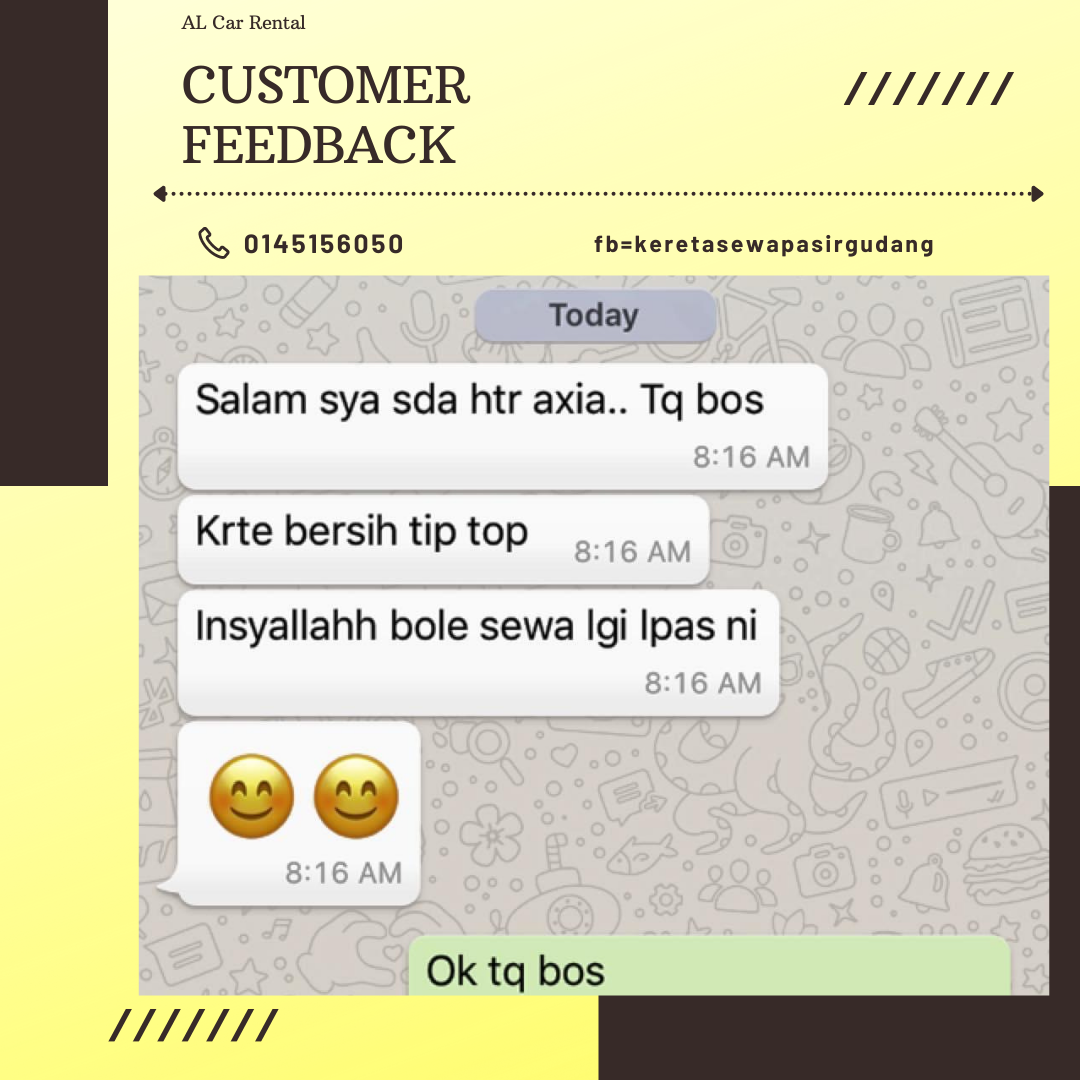 AL Car Rental
CUSTOMER
FEEDBACK
0145156050
fb=keretasewapasirgudang
Today
Salam sya sda htr axia.. Tq bos
8:16 AM
Krte bersih tip top
8:16 AM
Insyallahh bole sewa lgi lpas ni
8:16 AM
😊 😊
8:16 AM
Ok tq bos